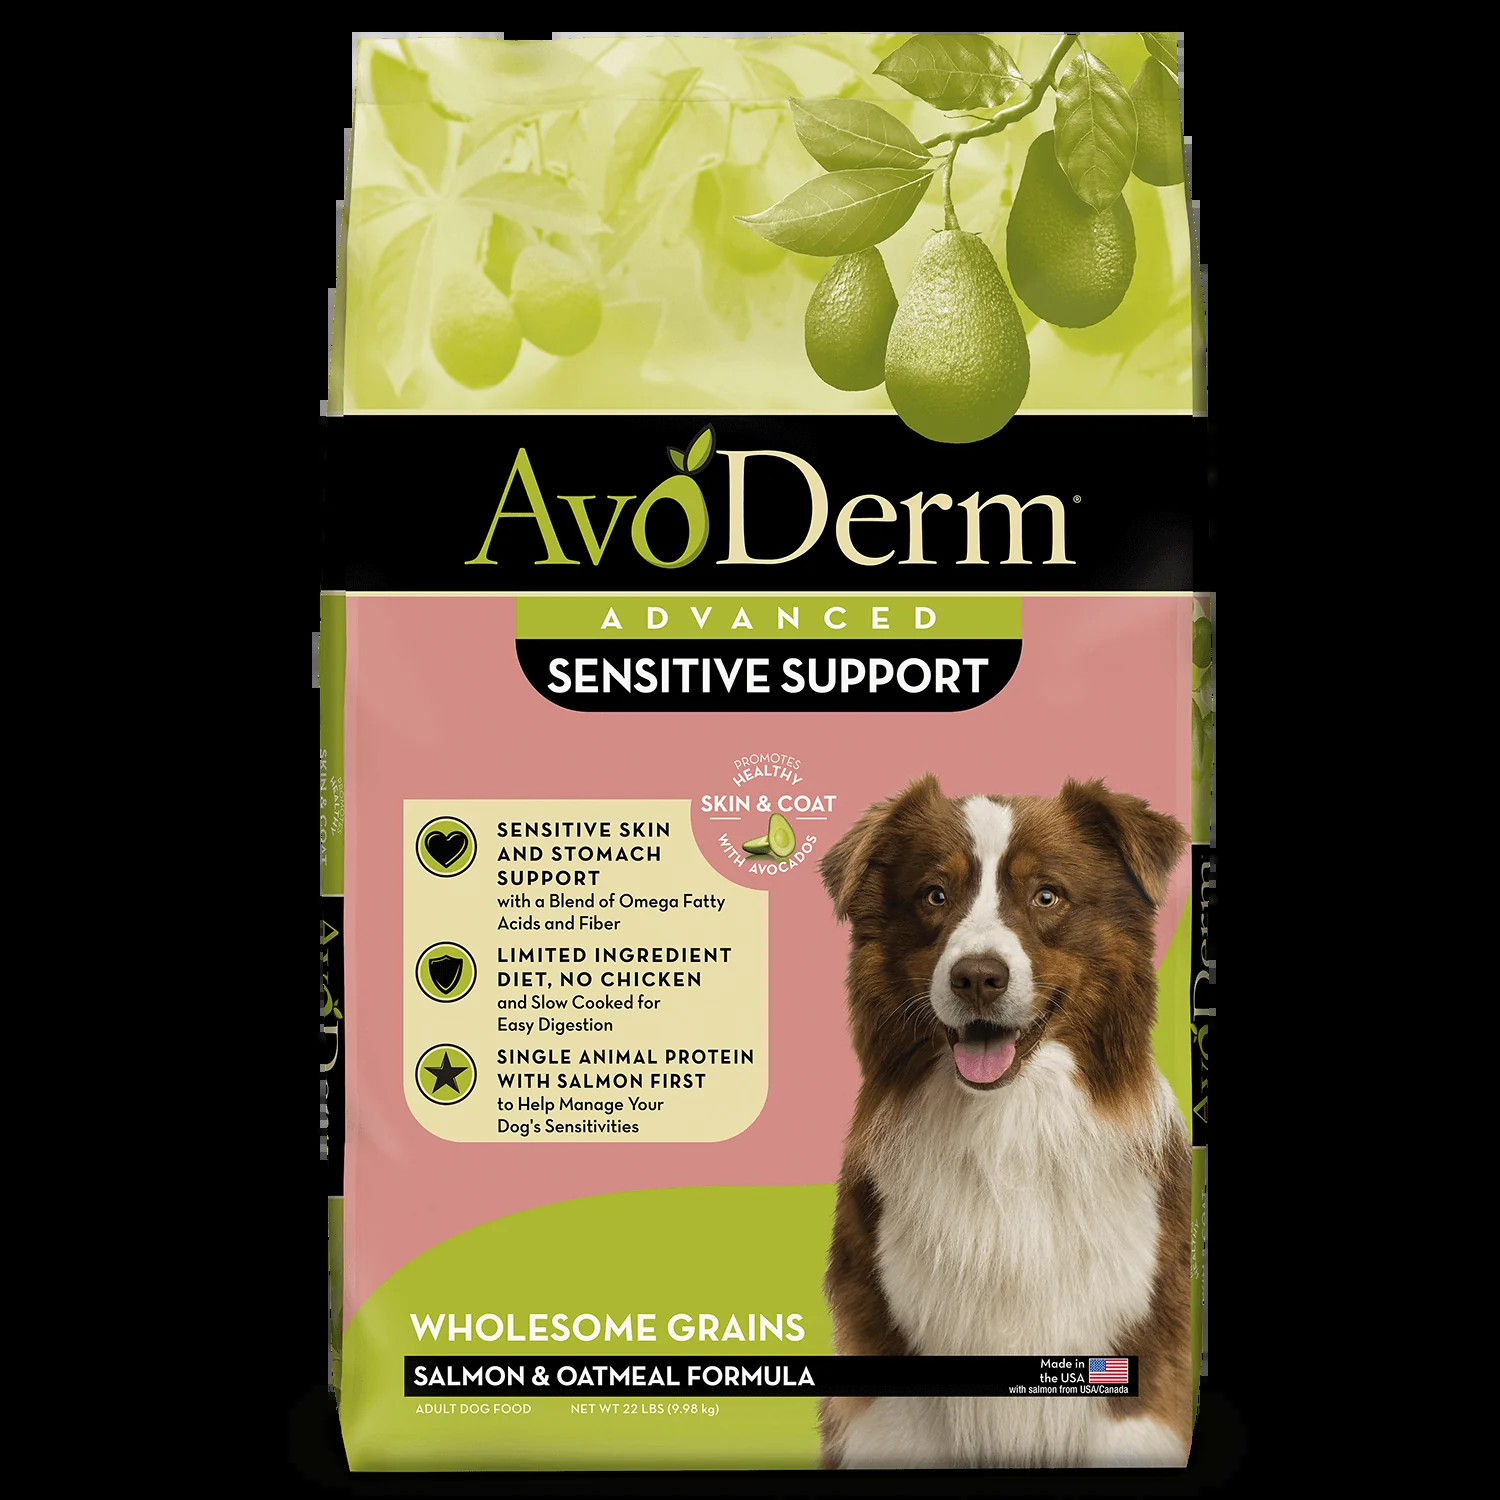 AvoDerm®
ADVANCED
SENSITIVE SUPPORT
PROMOTES
HEALTHY
SKIN & COAT
WITH AVOCADOS
SENSITIVE SKIN
AND STOMACH
SUPPORT
with a Blend of Omega Fatty
Acids and Fiber
LIMITED INGREDIENT
DIET, NO CHICKEN
and Slow Cooked for
Easy Digestion
SINGLE ANIMAL PROTEIN
WITH SALMON FIRST
to Help Manage Your
Dog's Sensitivities
WHOLESOME GRAINS
SALMON & OATMEAL FORMULA
Made in
the USA
with salmon from USA/Canada
ADULT DOG FOOD NET WT 22 LBS (9.98 kg)
SKIN & COAT